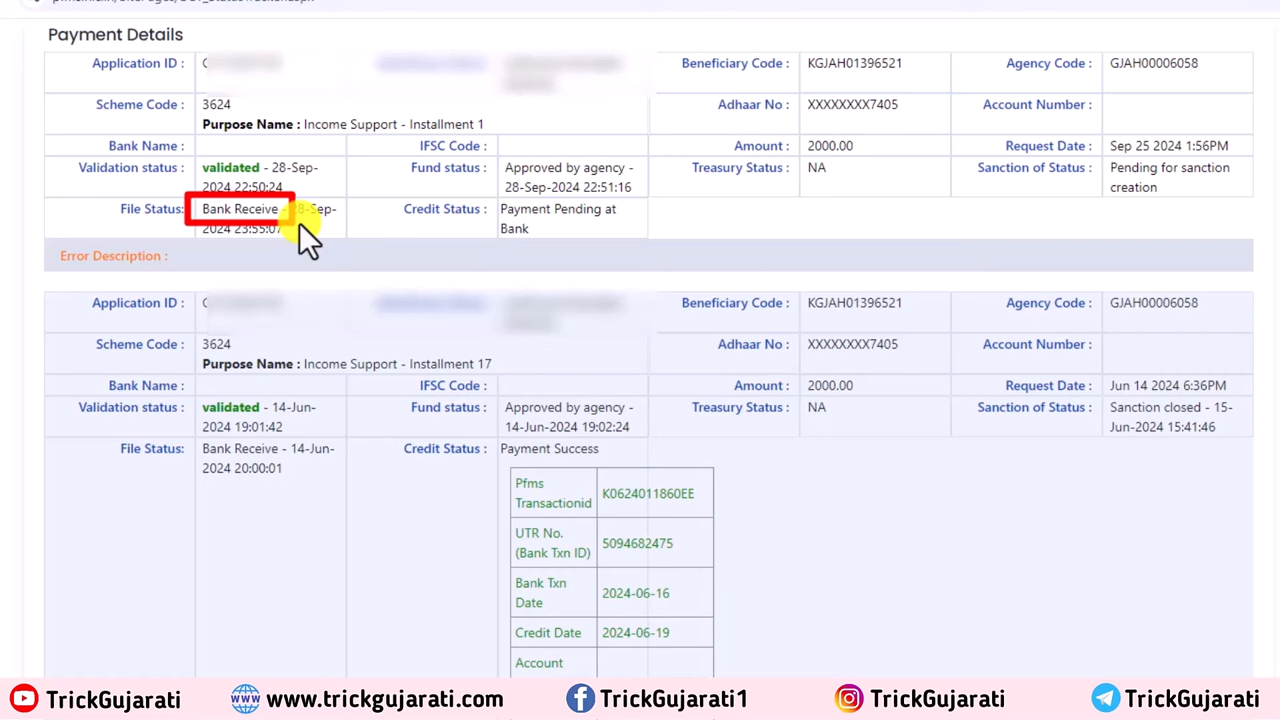 Payment Details
Application ID :
Beneficiary Code : KGJAH01396521
Agency Code : GJAH00006058
Scheme Code : 3624
Purpose Name : Income Support - Installment 1
Adhaar No : XXXXXXXX7405
Account Number :
Bank Name :
IFSC Code :
Amount : 2000.00
Request Date : Sep 25 2024 1:56PM
Validation status : validated - 28-Sep-
2024 22:50:24
Fund status : Approved by agency -
28-Sep-2024 22:51:16
Treasury Status : NA
Sanction of Status : Pending for sanction
creation
File Status: Bank Receive - 28-Sep-
2024 23:55:07
Credit Status : Payment Pending at
Bank
Error Description :
Application ID :
Beneficiary Code : KGJAH01396521
Agency Code : GJAH00006058
Scheme Code : 3624
Purpose Name : Income Support - Installment 17
Adhaar No : XXXXXXXX7405
Account Number :
Bank Name :
IFSC Code :
Amount : 2000.00
Request Date : Jun 14 2024 6:36PM
Validation status : validated - 14-Jun-
2024 19:01:42
Fund status : Approved by agency -
14-Jun-2024 19:02:24
Treasury Status : NA
Sanction of Status : Sanction closed - 15-
Jun-2024 15:41:46
File Status: Bank Receive - 14-Jun-
2024 20:00:01
Credit Status : Payment Success
Pfms
Transactionid K0624011860EE
UTR No.
(Bank Txn ID) 5094682475
Bank Txn
Date 2024-06-16
Credit Date 2024-06-19
Account
TrickGujarati
www.trickgujarati.com
TrickGujarati1
TrickGujarati
TrickGujarati